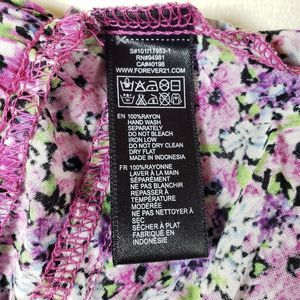 S#101I17953-1
RN#94981
CA#40198
WWW.FOREVER21.COM
EN 100%RAYON
HAND WASH
SEPARATELY
DO NOT BLEACH
IRON LOW
DO NOT DRY CLEAN
DRY FLAT
MADE IN INDONESIA
FR 100%RAYONNE
LAVER À LA MAIN
SÉPARÉMENT
NE PAS BLANCHIR
REPASSER À
TEMPÉRATURE
MODÉRÉE
NE PAS NETTOYER À
SEC
SÉCHER À PLAT
FABRIQUÉ EN
INDONÉSIE